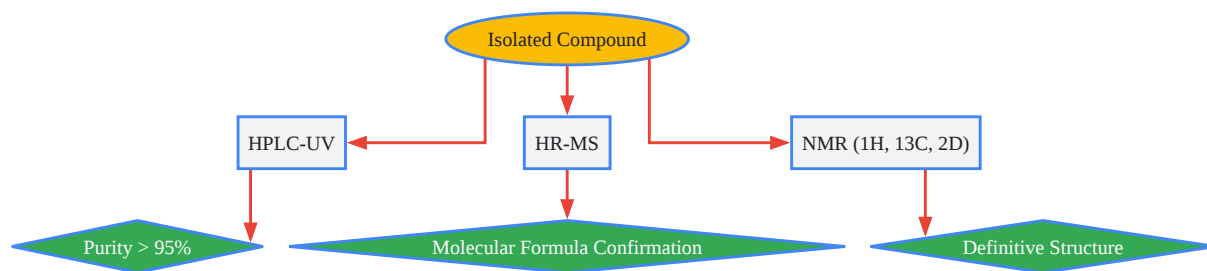 Isolated Compound
HPLC-UV
HR-MS
NMR (1H, 13C, 2D)
Purity > 95%
Molecular Formula Confirmation
Definitive Structure